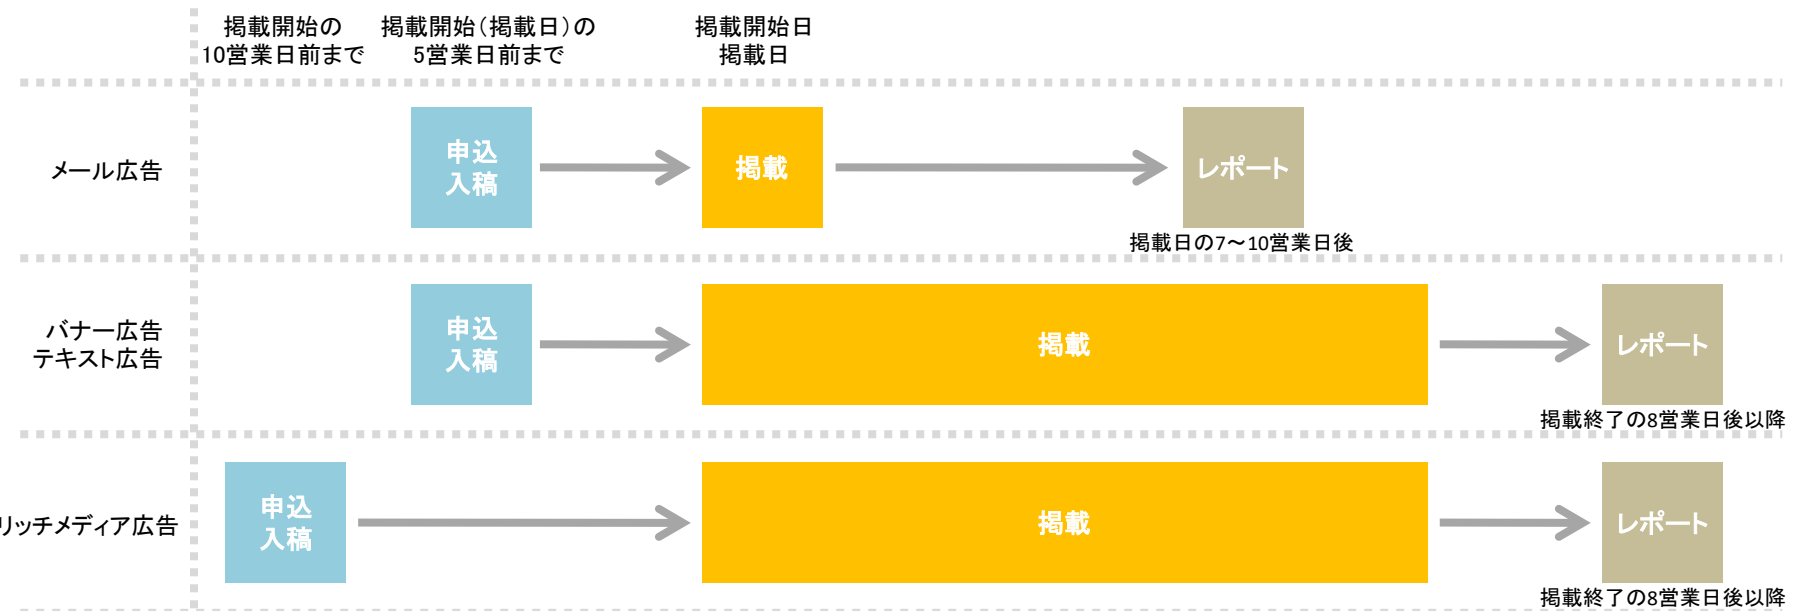 掲載開始の
10営業日前まで
掲載開始（掲載日）の
5営業日前まで
掲載開始日
掲載日
メール広告
申込
入稿
掲載
レポート
掲載日の7～10営業日後
バナー広告
テキスト広告
申込
入稿
掲載
レポート
掲載終了の8営業日後以降
リッチメディア広告
申込
入稿
掲載
レポート
掲載終了の8営業日後以降